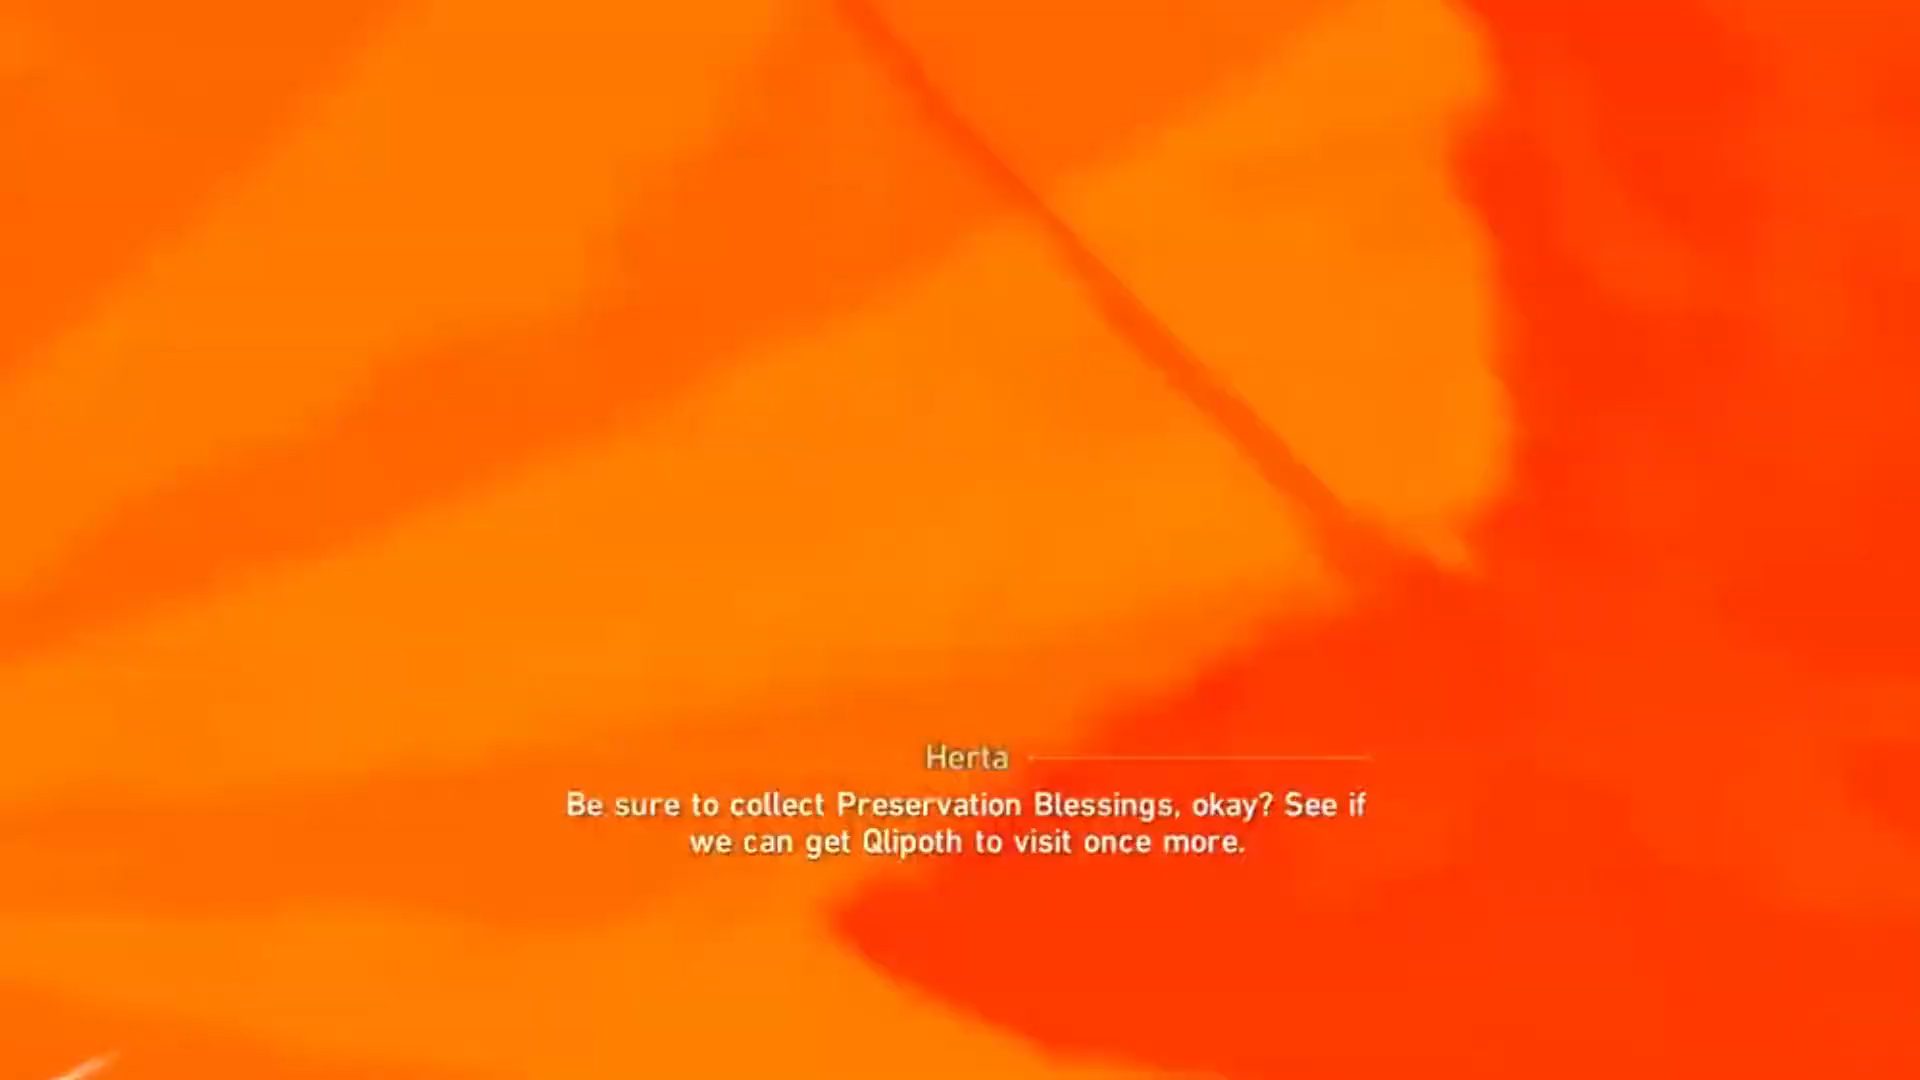 Herta
Be sure to collect Preservation Blessings, okay? See if
we can get Qlipoth to visit once more.